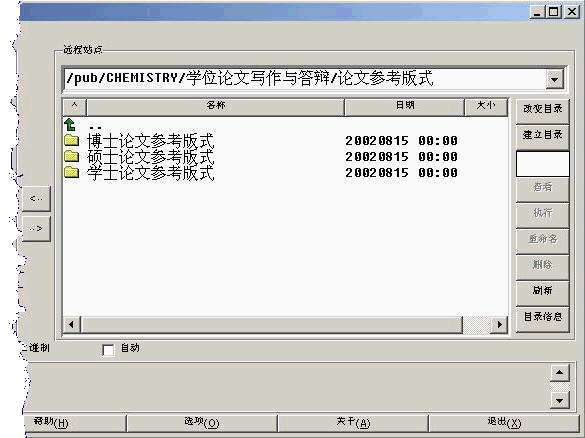 远程站点
/pub/CHEMISTRY/学位论文写作与答辩/论文参考版式
^ 名称 日期 大小
改变目录
..
建立目录
博士论文参考版式 20020815 00:00
硕士论文参考版式 20020815 00:00
学士论文参考版式 20020815 00:00
查看
<--
执行
-->
重命名
删除
刷新
目录信息
进制 自动
帮助(H) 选项(O) 关于(A) 退出(X)